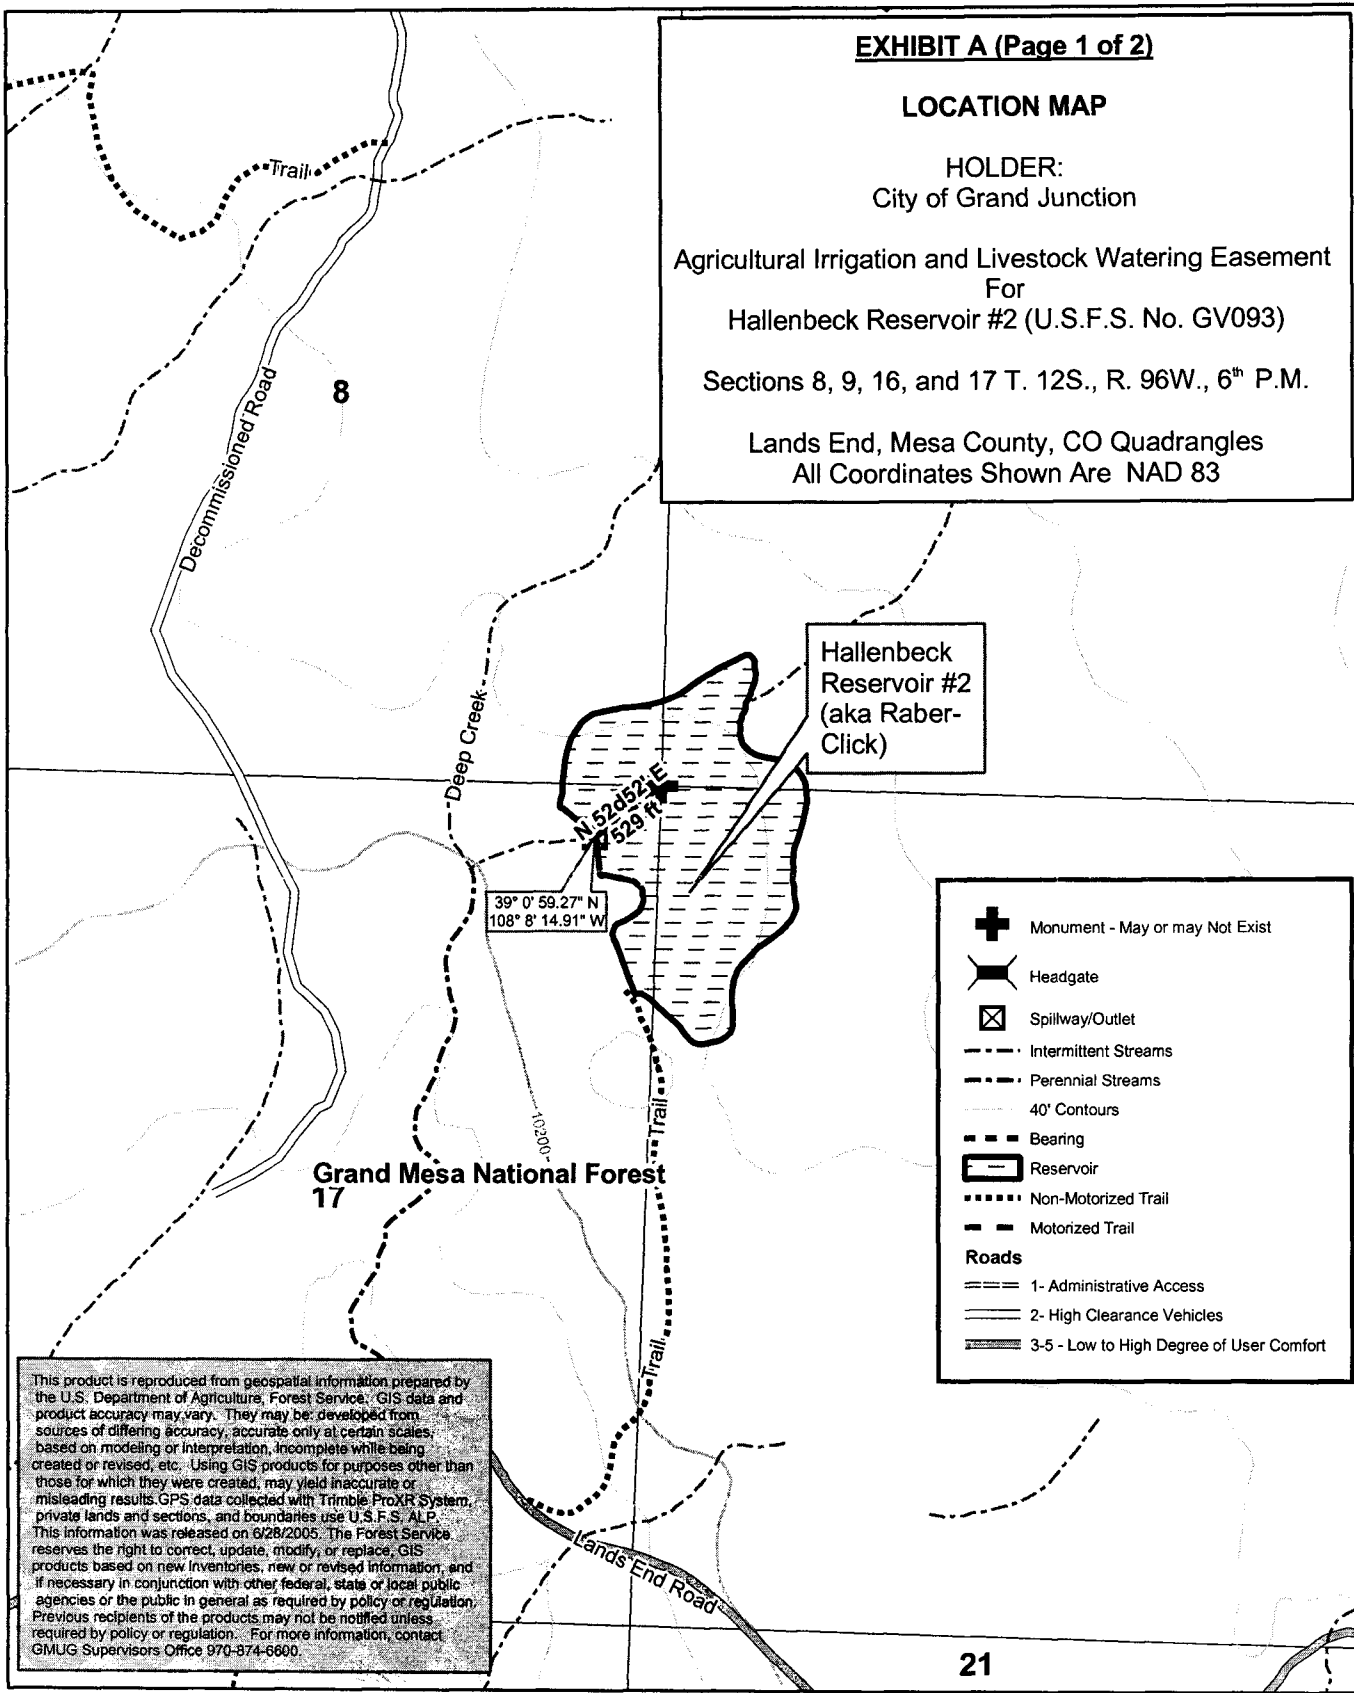 EXHIBIT A (Page 1 of 2)
LOCATION MAP
HOLDER:
City of Grand Junction
Agricultural Irrigation and Livestock Watering Easement
For
Hallenbeck Reservoir #2 (U.S.F.S. No. GV093)
Sections 8, 9, 16, and 17 T. 12S., R. 96W., 6th P.M.
Lands End, Mesa County, CO Quadrangles
All Coordinates Shown Are NAD 83
Trail
Decommissioned Road
8
Deep Creek
Hallenbeck
Reservoir #2
(aka Raber-
Click)
N 52d52' E
529 ft
39° 0' 59.27" N
108° 8' 14.91" W
Monument - May or may Not Exist
Headgate
Spillway/Outlet
Intermittent Streams
Perennial Streams
40' Contours
Bearing
Reservoir
Non-Motorized Trail
Motorized Trail
Roads
1- Administrative Access
2- High Clearance Vehicles
3-5 - Low to High Degree of User Comfort
10200
Trail
Grand Mesa National Forest
17
Trail
This product is reproduced from geospatial information prepared by
the U.S. Department of Agriculture, Forest Service. GIS data and
product accuracy may vary. They may be: developed from
sources of differing accuracy, accurate only at certain scales,
based on modeling or interpretation, incomplete while being
created or revised, etc. Using GIS products for purposes other than
those for which they were created, may yield inaccurate or
misleading results. GPS data collected with Trimble ProXR System,
private lands and sections, and boundaries use U.S.F.S. ALP.
This information was released on 6/28/2005. The Forest Service
reserves the right to correct, update, modify, or replace, GIS
products based on new inventories, new or revised information, and
if necessary in conjunction with other federal, state or local public
agencies or the public in general as required by policy or regulation.
Previous recipients of the products may not be notified unless
required by policy or regulation. For more information, contact
GMUG Supervisors Office 970-874-6600.
Lands End Road
21